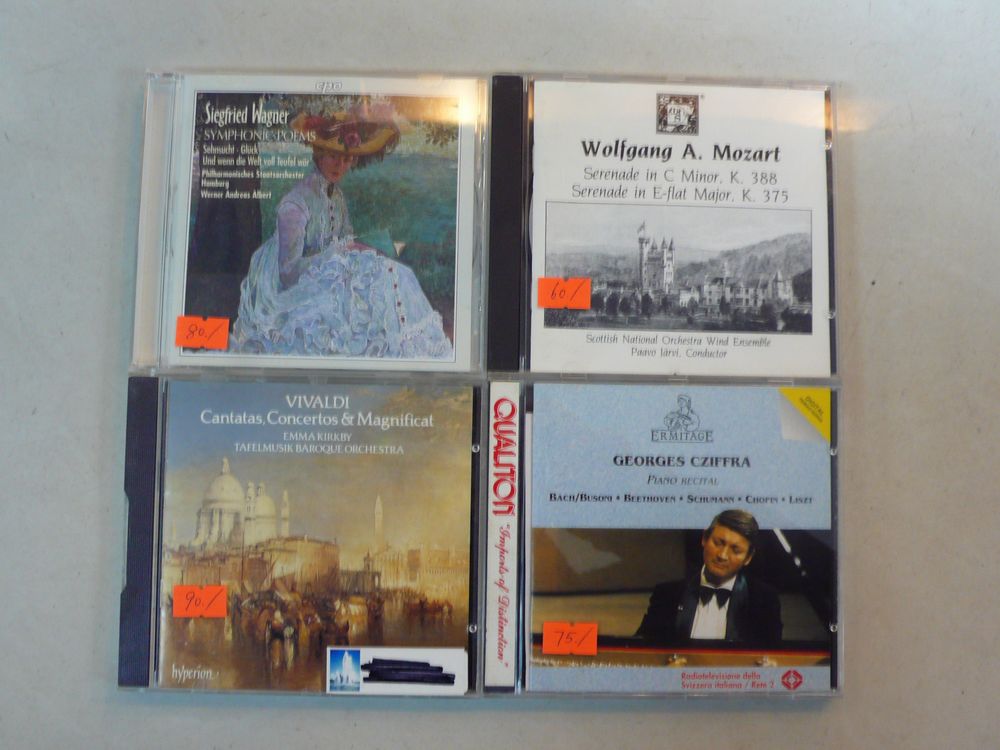 cpo
Siegfried Wagner
SYMPHONIC POEMS
Sehnsucht · Glück
Und wenn die Welt voll Teufel wär
Philharmonisches Staatsorchester
Hamburg
Werner Andreas Albert
80./
Wolfgang A. Mozart
Serenade in C Minor, K. 388
Serenade in E-flat Major, K. 375
60./
Scottish National Orchestra Wind Ensemble
Paavo Järvi, Conductor
VIVALDI
Cantatas, Concertos & Magnificat
EMMA KIRKBY
TAFELMUSIK BAROQUE ORCHESTRA
90./
hyperion
QUALITON
"Imports of Distinction"
ERMITAGE
DIGITAL
GEORGES CZIFFRA
PIANO RECITAL
BACH/BUSONI • BEETHOVEN • SCHUMANN • CHOPIN • LISZT
75./
Radiotelevisione della
Svizzera italiana / Rete 2